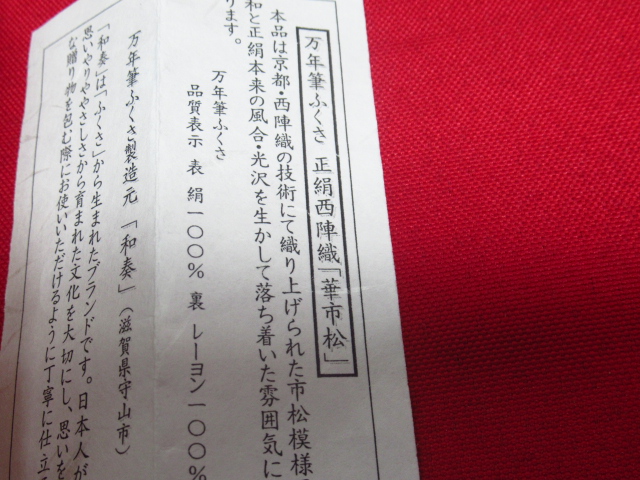 万年筆ふくさ 正絹西陣織「華市松」
本品は京都・西陣織の技術にて織り上げられた市松模様
和と正絹本来の風合・光沢を生かして落ち着いた雰囲気に
ります。
万年筆ふくさ
品質表示 表 絹一〇〇% 裏 レーヨン一〇〇%
万年筆ふくさ製造元 「和奏」(滋賀県守山市)
「和奏」は「ふくさ」から生まれたブランドです。日本人が
思いやりややさしさから育まれた文化を大切にし、思いを
な贈り物を包む際にお使いいただけるように丁寧に仕立